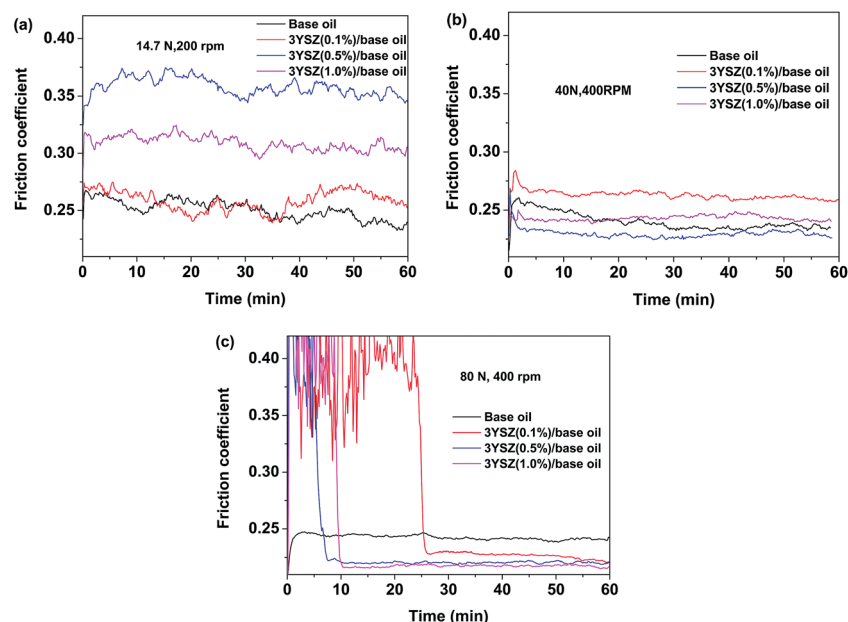 (a)
14.7 N,200 rpm
Base oil
3YSZ(0.1%)/base oil
3YSZ(0.5%)/base oil
3YSZ(1.0%)/base oil
Friction coefficient
0.40
0.35
0.30
0.25
0 10 20 30 40 50 60
Time (min)
(b)
40N,400RPM
Base oil
3YSZ(0.1%)/base oil
3YSZ(0.5%)/base oil
3YSZ(1.0%)/base oil
Friction coefficient
0.40
0.35
0.30
0.25
0 10 20 30 40 50 60
Time (min)
(c)
80 N, 400 rpm
Base oil
3YSZ(0.1%)/base oil
3YSZ(0.5%)/base oil
3YSZ(1.0%)/base oil
Friction coefficient
0.40
0.35
0.30
0.25
0 10 20 30 40 50 60
Time (min)